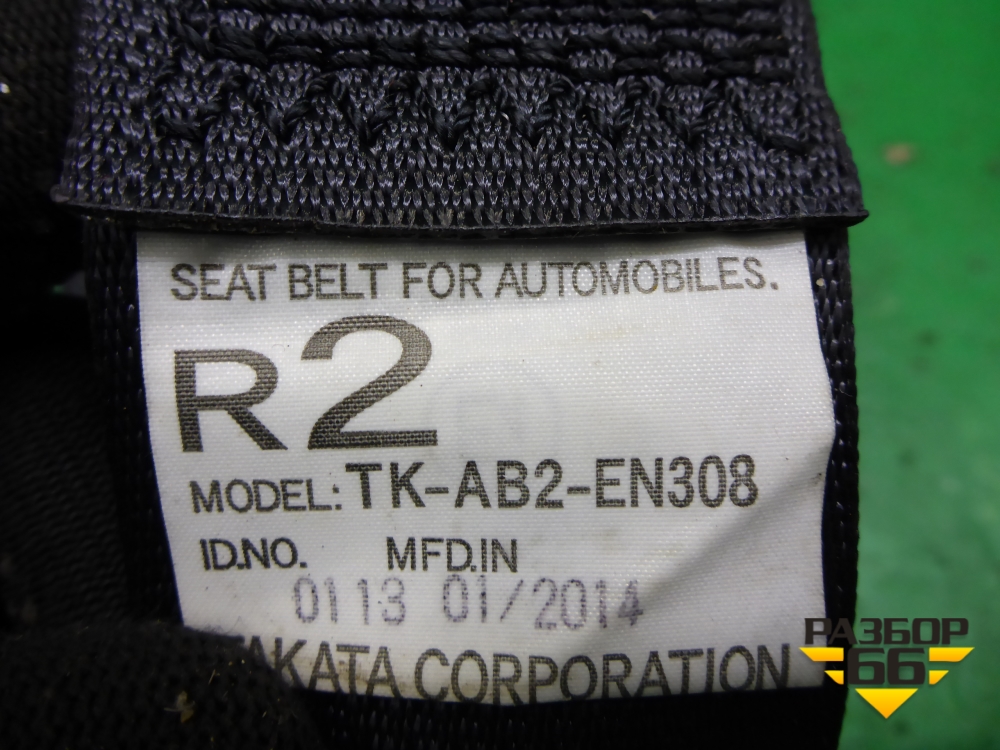 SEAT BELT FOR AUTOMOBILES.
R2
MODEL: TK-AB2-EN308
ID.NO. MFD.IN
0113 01/2014
TAKATA CORPORATION
РАЗБОР
66